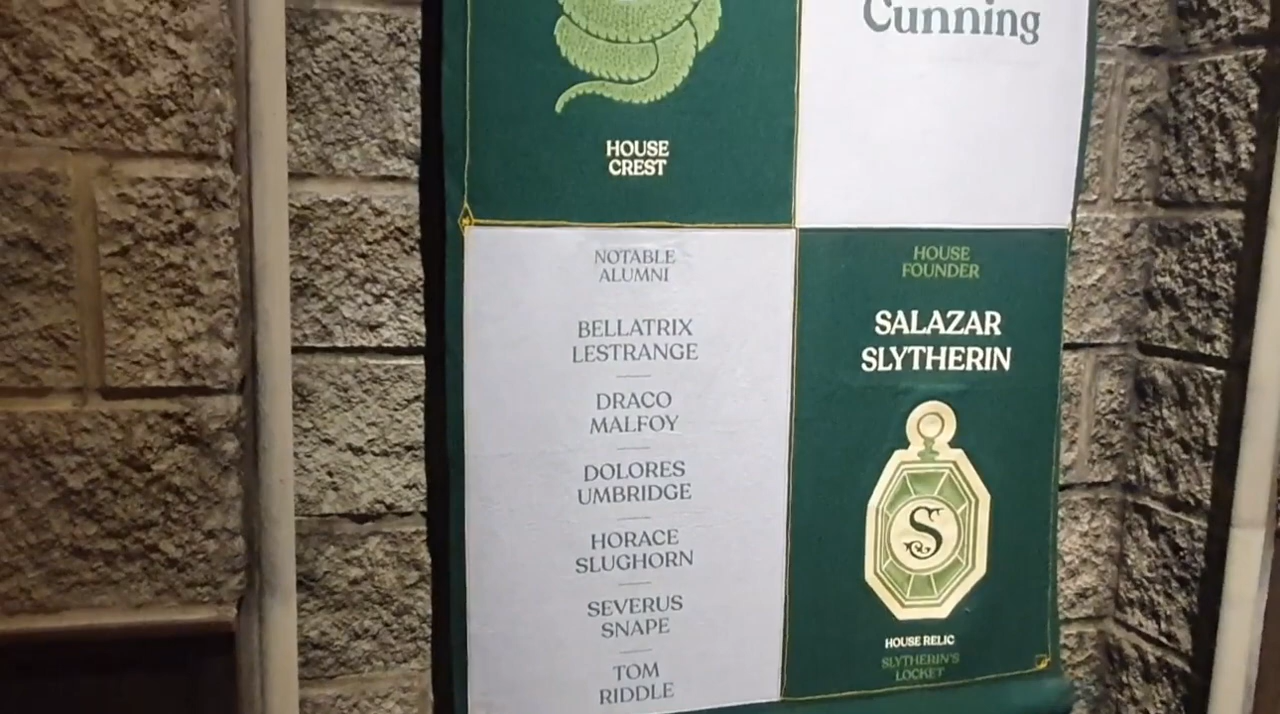 Cunning
HOUSE
CREST
NOTABLE
ALUMNI
BELLATRIX
LESTRANGE
DRACO
MALFOY
DOLORES
UMBRIDGE
HORACE
SLUGHORN
SEVERUS
SNAPE
TOM
RIDDLE
HOUSE
FOUNDER
SALAZAR
SLYTHERIN
S
HOUSE RELIC
SLYTHERIN'S
LOCKET